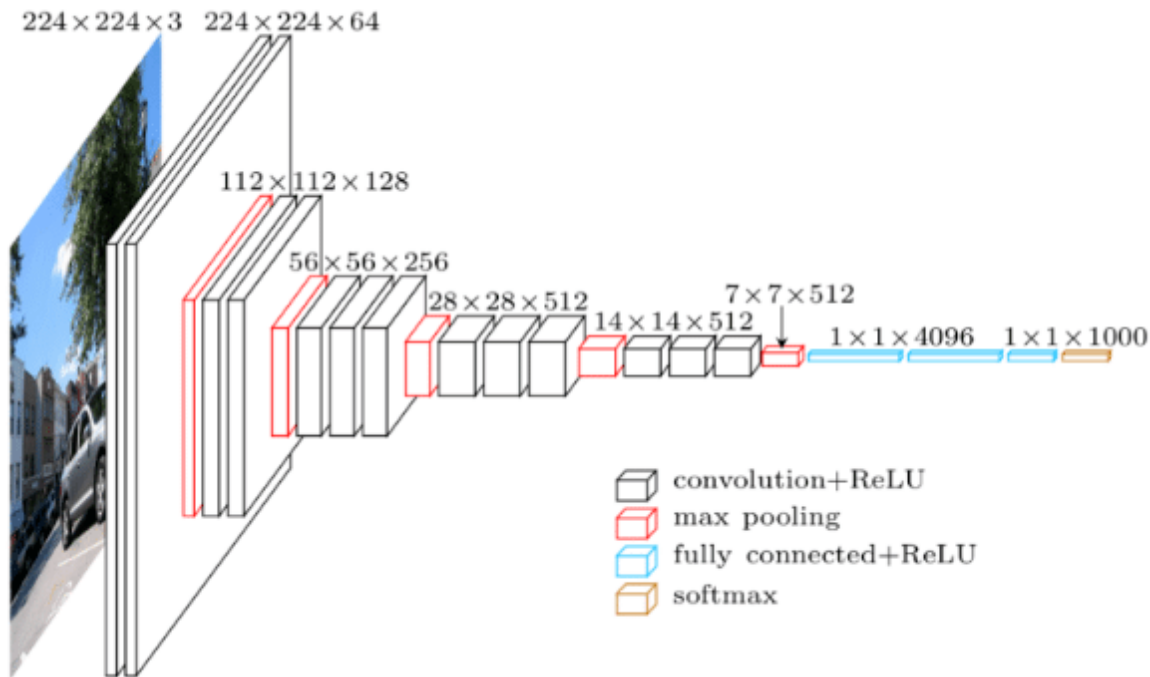 224×224×3
224×224×64
112×112×128
56×56×256
28×28×512
14×14×512
7×7×512
1×1×4096
1×1×1000
convolution+ReLU
max pooling
fully connected+ReLU
softmax